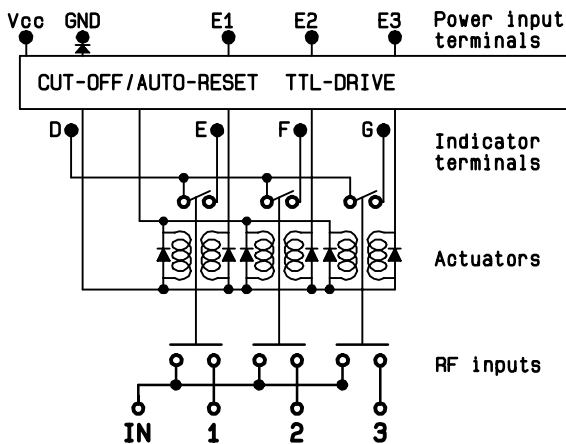 Vcc GND E1 E2 E3 Power input
terminals
CUT-OFF/AUTO-RESET TTL-DRIVE
D E F G Indicator
terminals
Actuators
RF inputs
IN 1 2 3